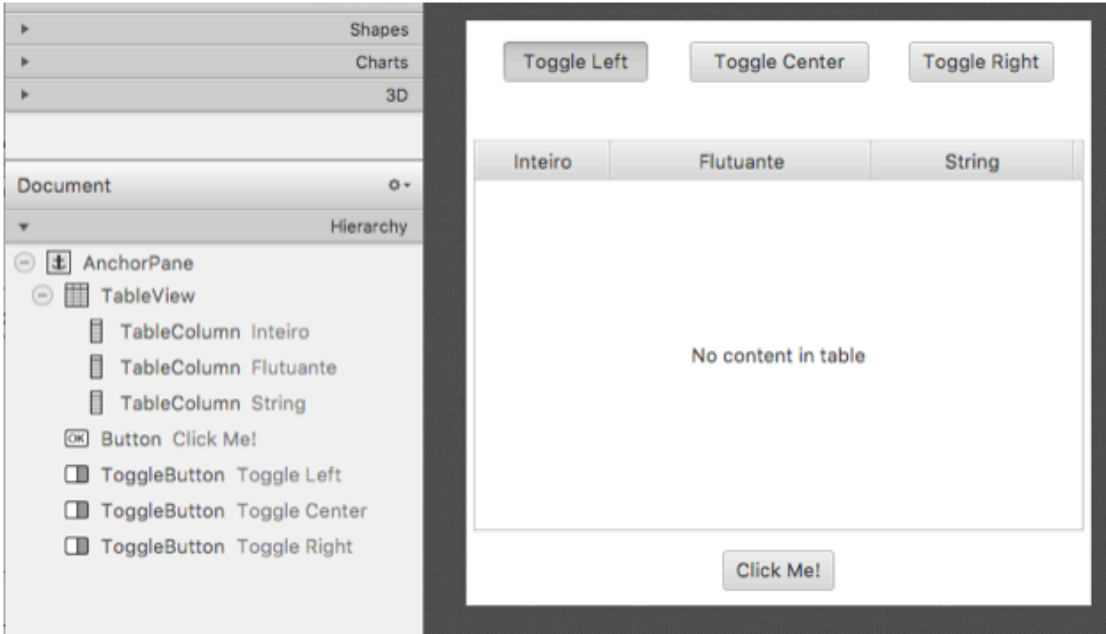 Shapes
Charts
3D
Document
Hierarchy
AnchorPane
TableView
TableColumn Inteiro
TableColumn Flutuante
TableColumn String
OK Button Click Me!
ToggleButton Toggle Left
ToggleButton Toggle Center
ToggleButton Toggle Right
Toggle Left Toggle Center Toggle Right
Inteiro Flutuante String
No content in table
Click Me!